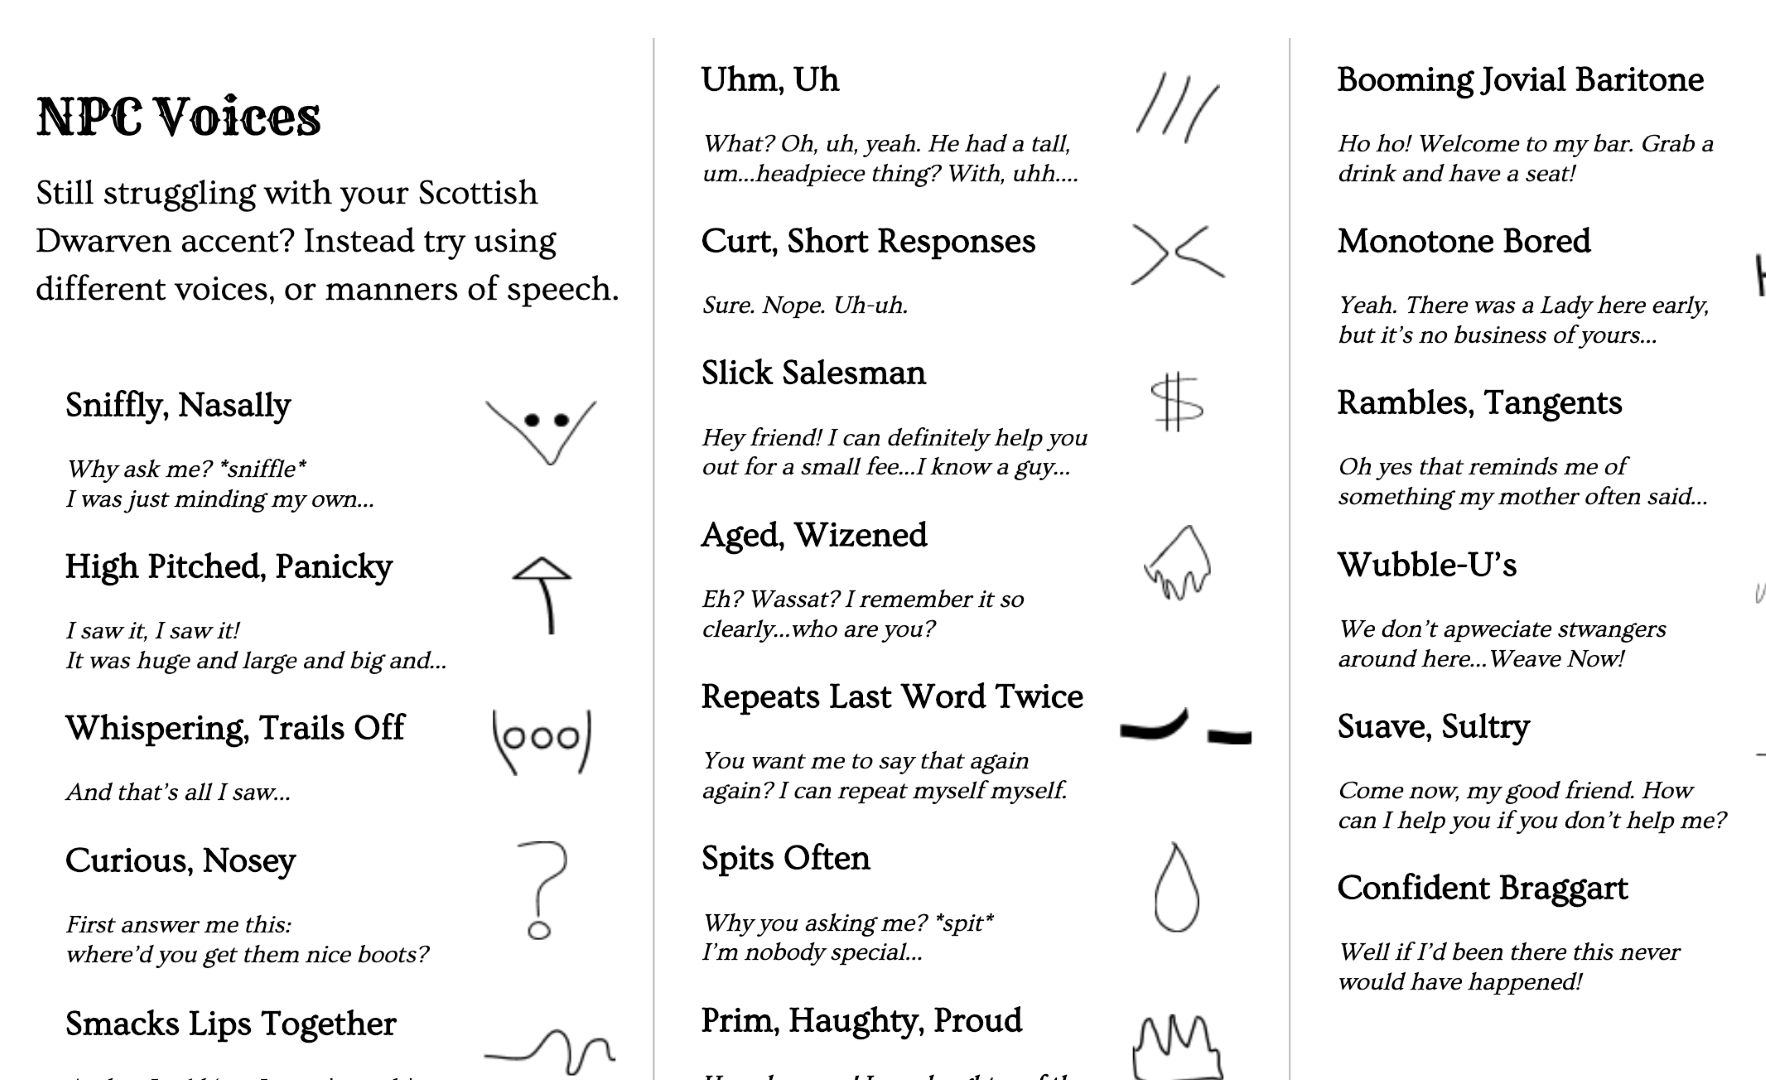 NPC Voices
Still struggling with your Scottish
Dwarven accent? Instead try using
different voices, or manners of speech.
Sniffly, Nasally
Why ask me? *sniffle*
I was just minding my own...
High Pitched, Panicky
I saw it, I saw it!
It was huge and large and big and...
Whispering, Trails Off
And that's all I saw...
Curious, Nosey
First answer me this:
where'd you get them nice boots?
Smacks Lips Together
Uhm, Uh
What? Oh, uh, yeah. He had a tall,
um...headpiece thing? With, uhh....
Curt, Short Responses
Sure. Nope. Uh-uh.
Slick Salesman
$
Hey friend! I can definitely help you
out for a small fee...I know a guy...
Aged, Wizened
Eh? Wassat? I remember it so
clearly...who are you?
Repeats Last Word Twice
You want me to say that again
again? I can repeat myself myself.
Spits Often
Why you asking me? *spit*
I'm nobody special...
Prim, Haughty, Proud
Booming Jovial Baritone
Ho ho! Welcome to my bar. Grab a
drink and have a seat!
Monotone Bored
Yeah. There was a Lady here early,
but it's no business of yours...
Rambles, Tangents
Oh yes that reminds me of
something my mother often said...
Wubble-U's
We don't apweciate stwangers
around here...Weave Now!
Suave, Sultry
Come now, my good friend. How
can I help you if you don't help me?
Confident Braggart
Well if I'd been there this never
would have happened!